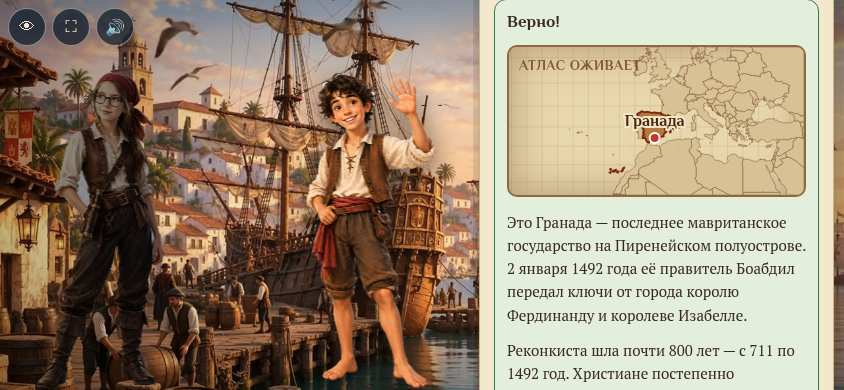 Верно!
АТЛАС ОЖИВАЕТ
Гранада
Это Гранада — последнее мавританское
государство на Пиренейском полуострове.
2 января 1492 года её правитель Боабдил
передал ключи от города королю
Фердинанду и королеве Изабелле.
Реконкиста шла почти 800 лет — с 711 по
1492 год. Христиане постепенно